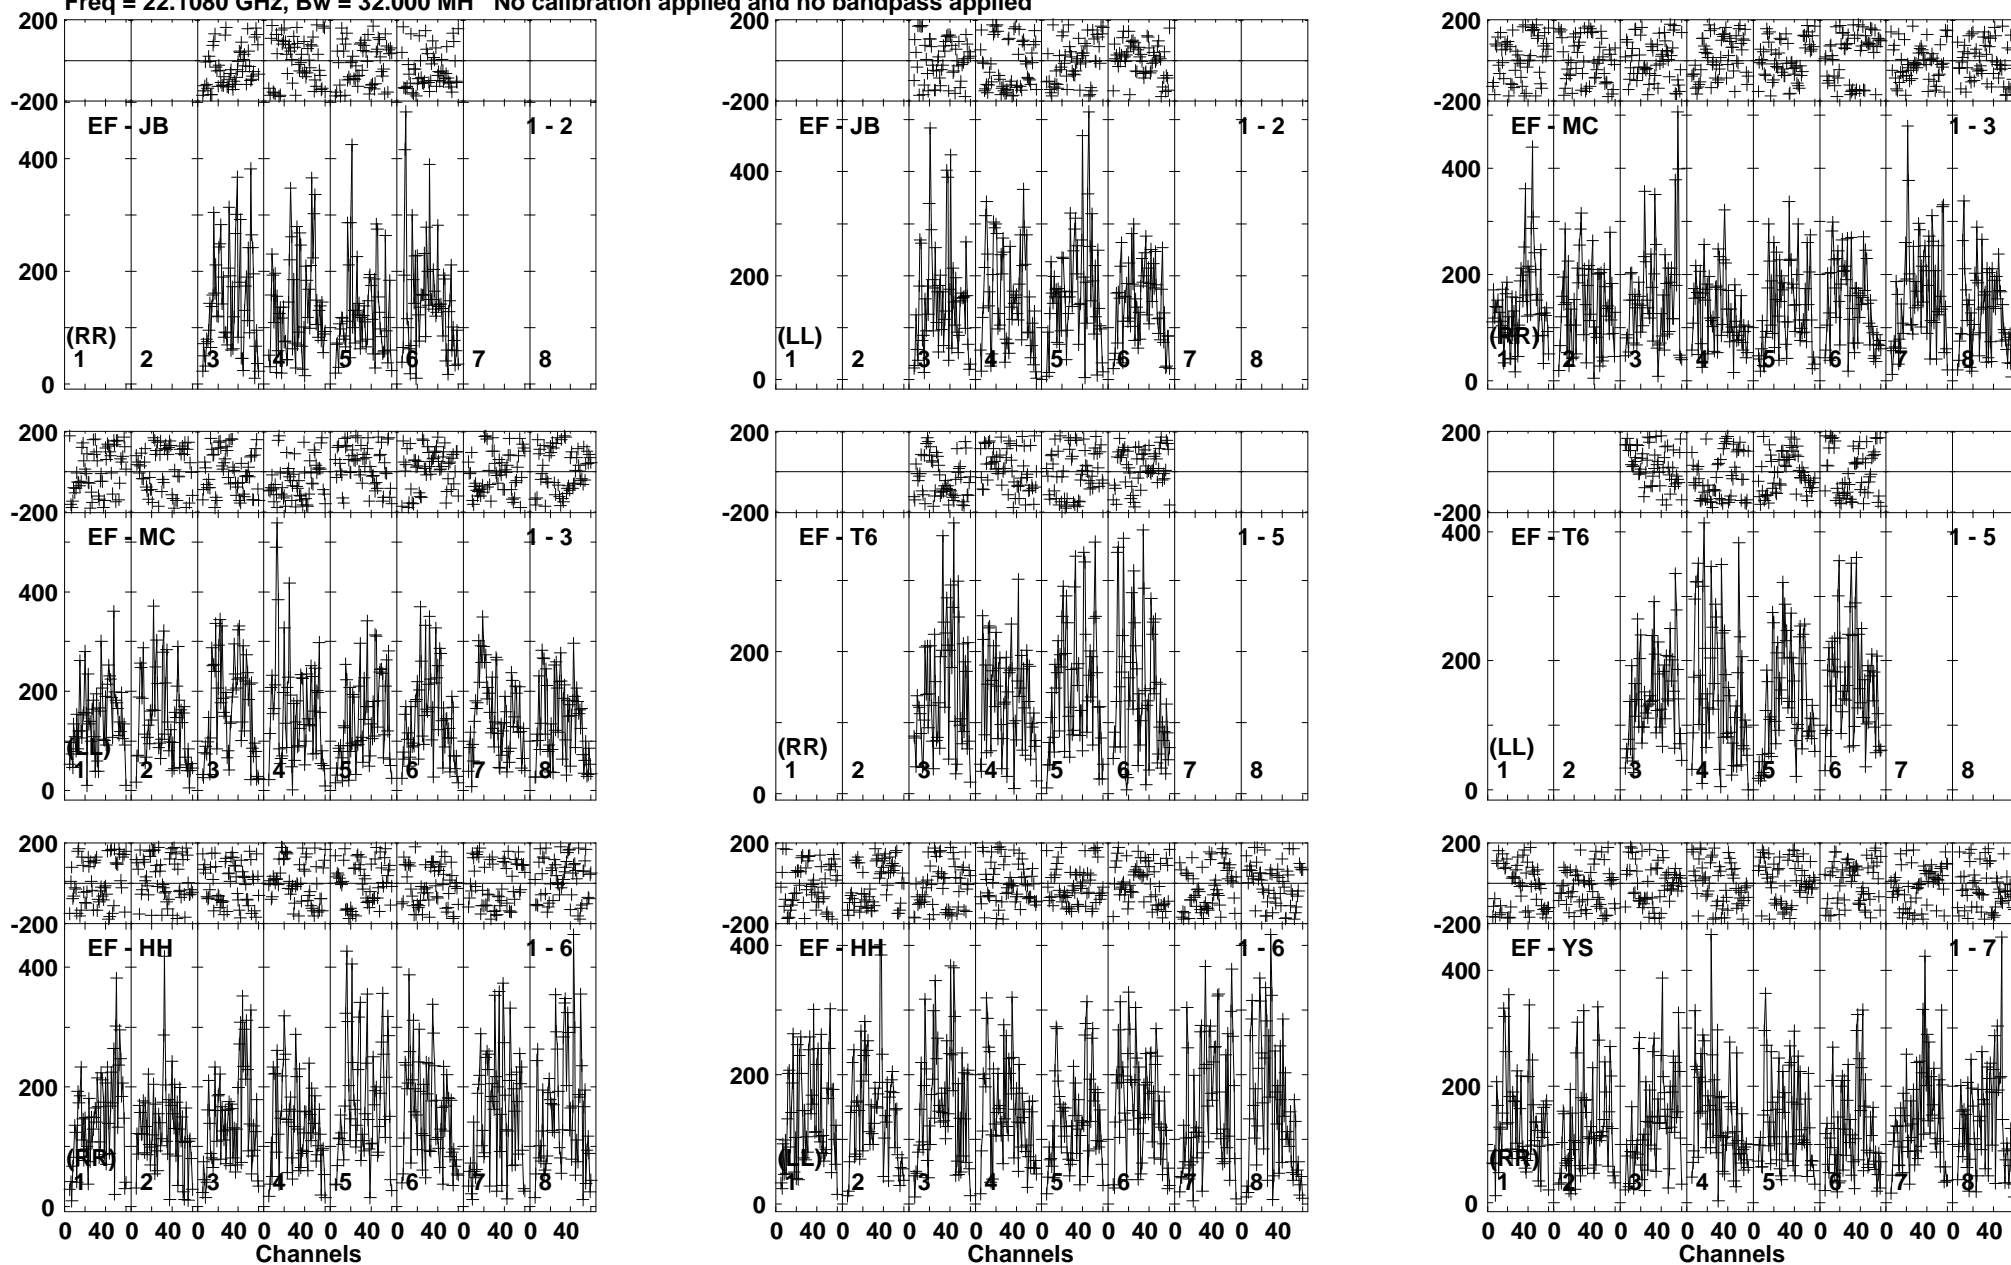 Freq = 22.1080 GHz, Bw = 32.000 MH   No calibration applied and no bandpass applied
200 200 200
-200 -200 -200
EF - JB 1 - 2 EF - JB 1 - 2 EF - MC 1 - 3
400 400 400
200 200 200
(RR) (LL) (RR)
1 2 3 4 5 6 7 8 1 2 3 4 5 6 7 8 1 2 3 4 5 6 7 8
0 0 0
200 200 200
-200 -200 -200
EF - MC 1 - 3 EF - T6 1 - 5 EF - T6 1 - 5
400 400
200 200 200
(LL) (RR) (LL)
1 2 3 4 5 6 7 8 1 2 3 4 5 6 7 8 1 2 3 4 5 6 7 8
0 0 0
200 200 200
-200 -200 -200
EF - HH 1 - 6 EF - HH 1 - 6 EF - YS 1 - 7
400 400 400
200 200 200
(RR) (LL) (RR)
1 2 3 4 5 6 7 8 1 2 3 4 5 6 7 8 1 2 3 4 5 6 7 8
0 0 0
0 40 0 40 0 40 0 40 0 40 0 40 0 40 0 40 0 40 0 40 0 40 0 40 0 40 0 40 0 40 0 40 0 40 0 40 0 40 0 40 0 40 0 40 0 40 0 40
Channels Channels Channels